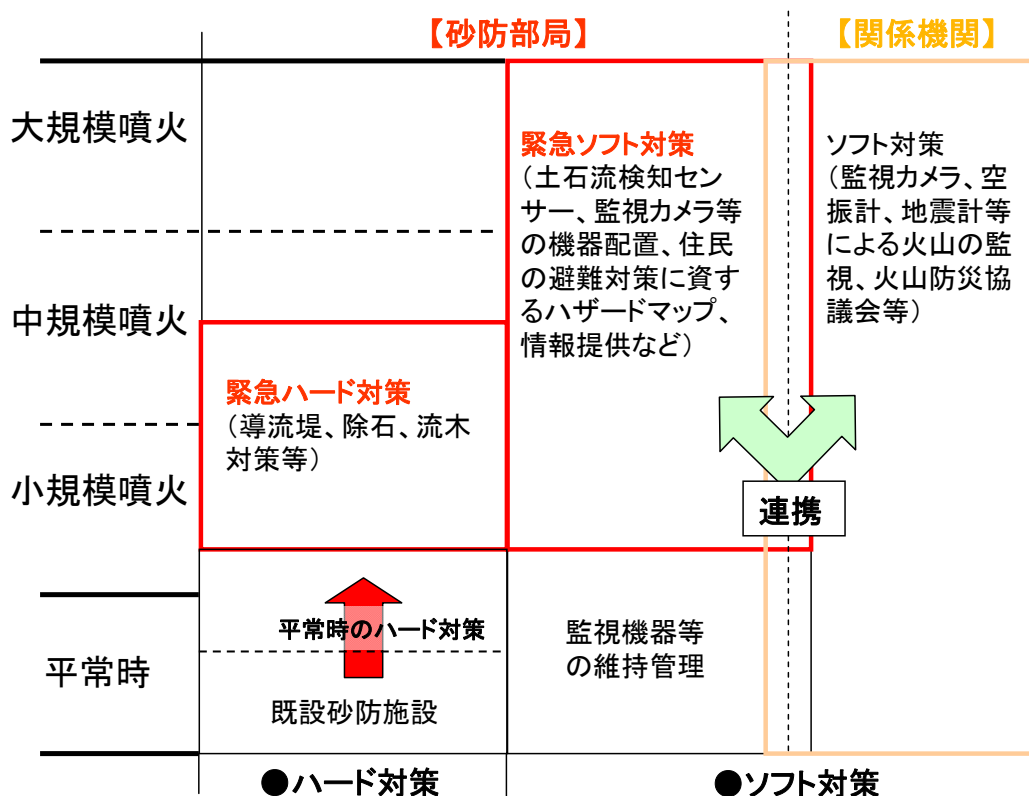 【砂防部局】
【関係機関】
大規模噴火
中規模噴火
小規模噴火
平常時
緊急ハード対策
（導流堤、除石、流木
対策等）
緊急ソフト対策
（土石流検知セン
サー、監視カメラ等
の機器配置、住民
の避難対策に資す
るハザードマップ、
情報提供など）
ソフト対策
（監視カメラ、空
振計、地震計等
による火山の監
視、火山防災協
議会等）
連携
平常時のハード対策
既設砂防施設
監視機器等
の維持管理
●ハード対策
●ソフト対策